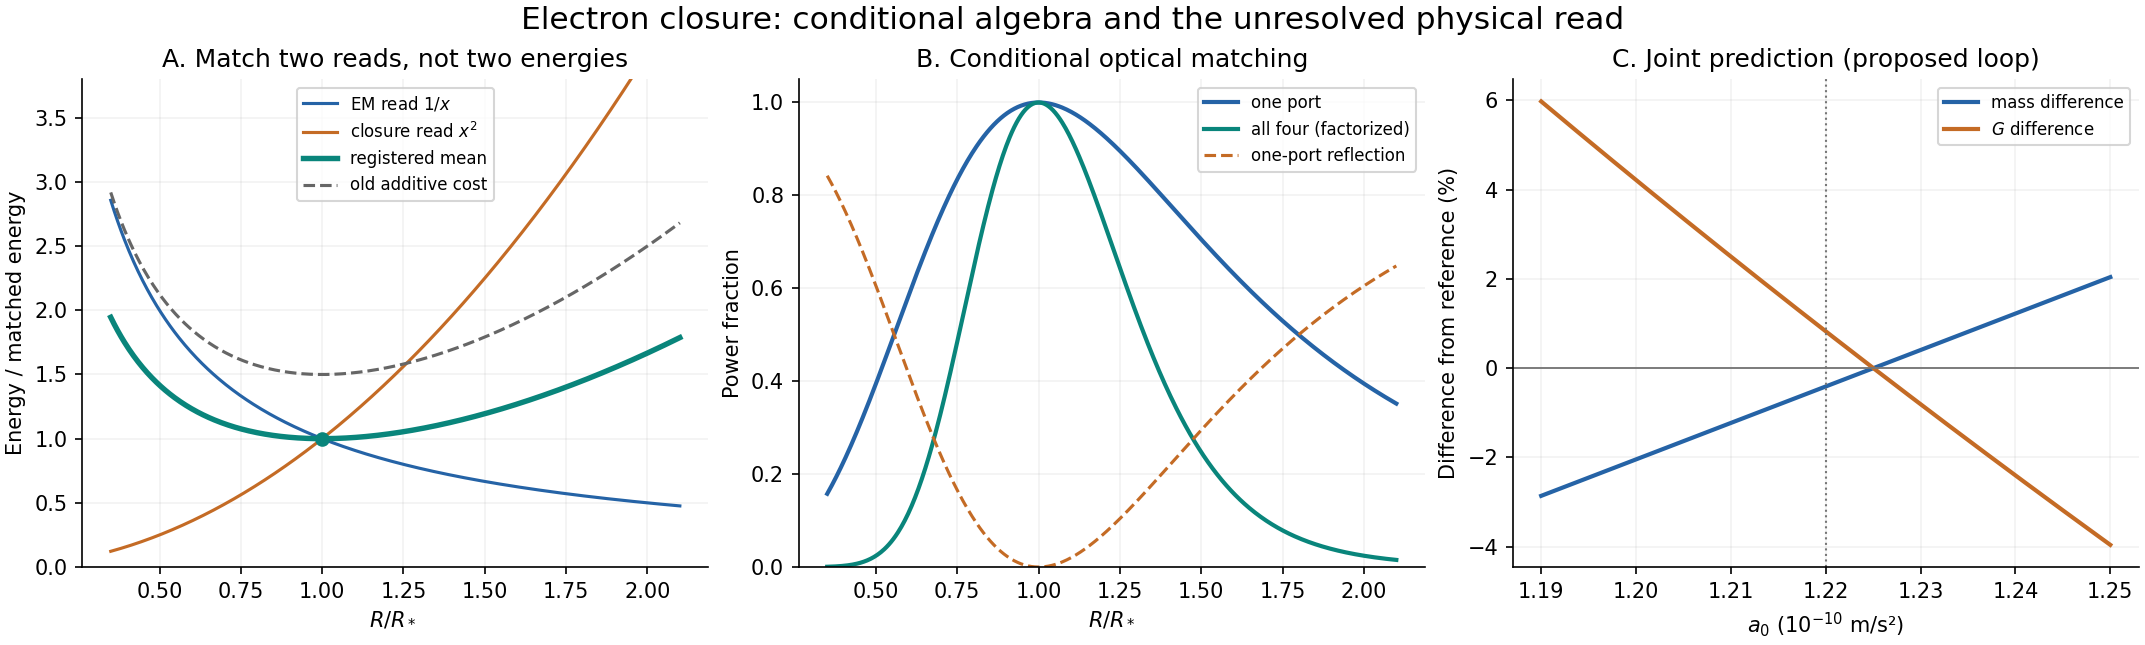 Electron closure: conditional algebra and the unresolved physical read
A. Match two reads, not two energies
Energy / matched energy
3.5
3.0
2.5
2.0
1.5
1.0
0.5
0.0
EM read 1/x
closure read x²
registered mean
old additive cost
0.50 0.75 1.00 1.25 1.50 1.75 2.00
R/R*
B. Conditional optical matching
Power fraction
1.0
0.8
0.6
0.4
0.2
0.0
one port
all four (factorized)
one-port reflection
0.50 0.75 1.00 1.25 1.50 1.75 2.00
R/R*
C. Joint prediction (proposed loop)
Difference from reference (%)
6
4
2
0
−2
−4
mass difference
G difference
1.19 1.20 1.21 1.22 1.23 1.24 1.25
a₀ (10⁻¹⁰ m/s²)